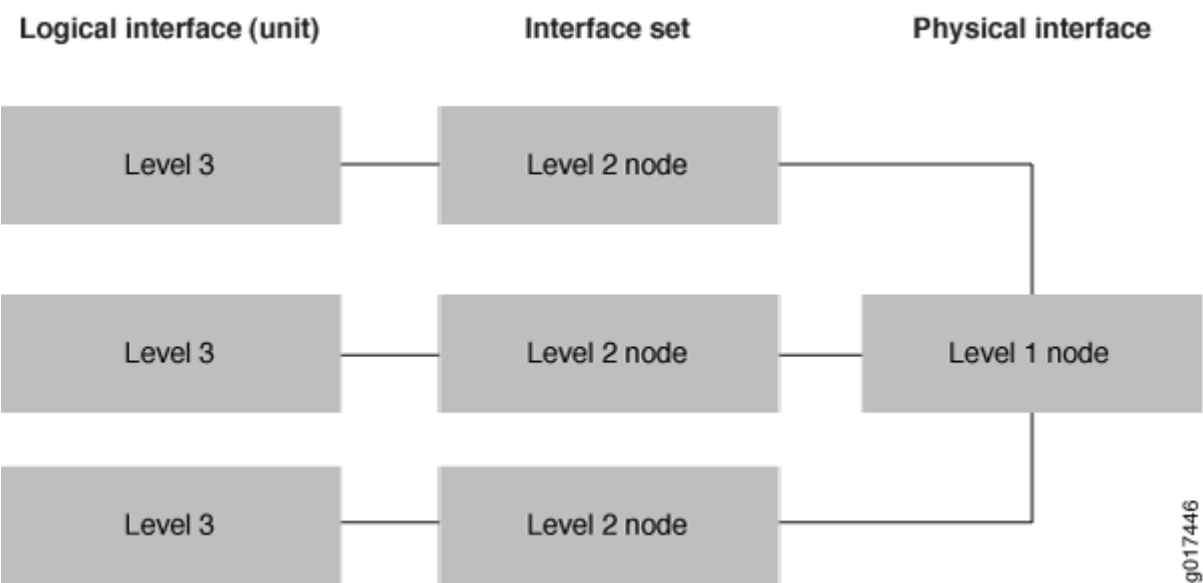 Logical interface (unit) Interface set Physical interface
Level 3 Level 2 node
Level 3 Level 2 node Level 1 node
Level 3 Level 2 node
g017446